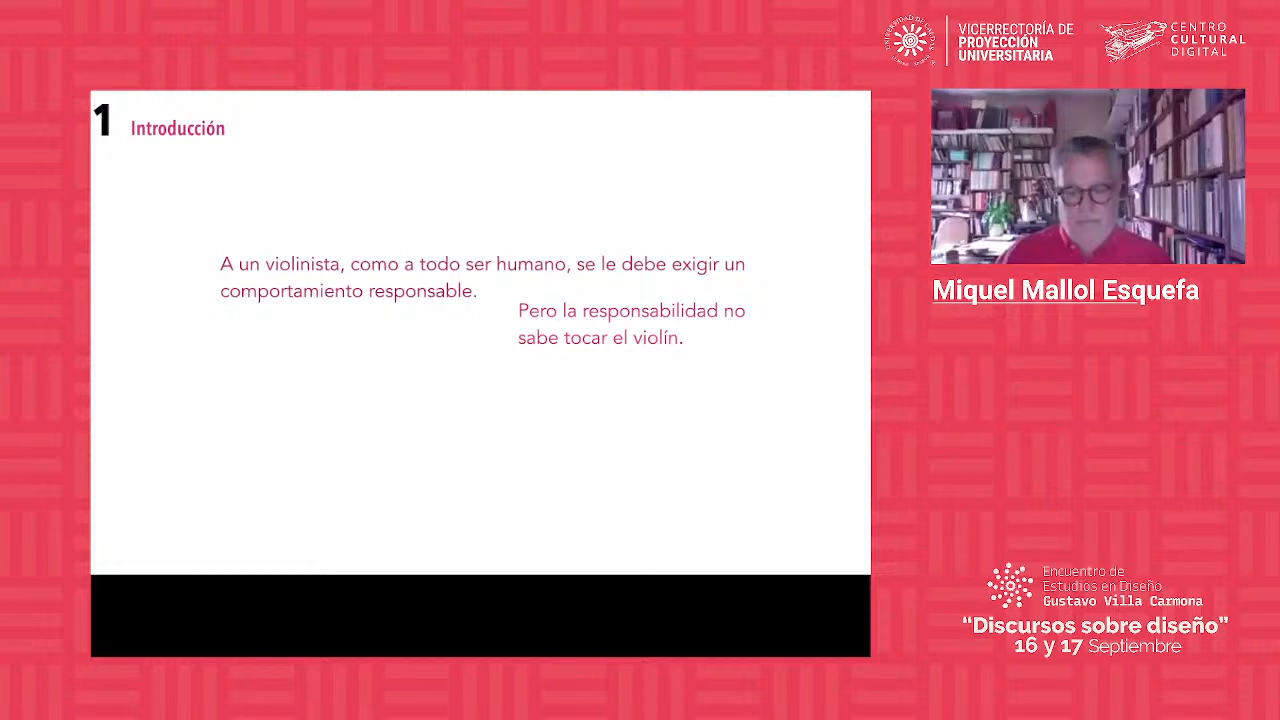 VICERRECTORÍA DE
PROYECCIÓN
UNIVERSITARIA
CENTRO
CULTURAL
DIGITAL
1 Introducción
A un violinista, como a todo ser humano, se le debe exigir un
comportamiento responsable.
Pero la responsabilidad no
sabe tocar el violín.
Miquel Mallol Esquefa
Encuentro de
Estudios en Diseño
Gustavo Villa Carmona
“Discursos sobre diseño”
16 y 17 Septiembre